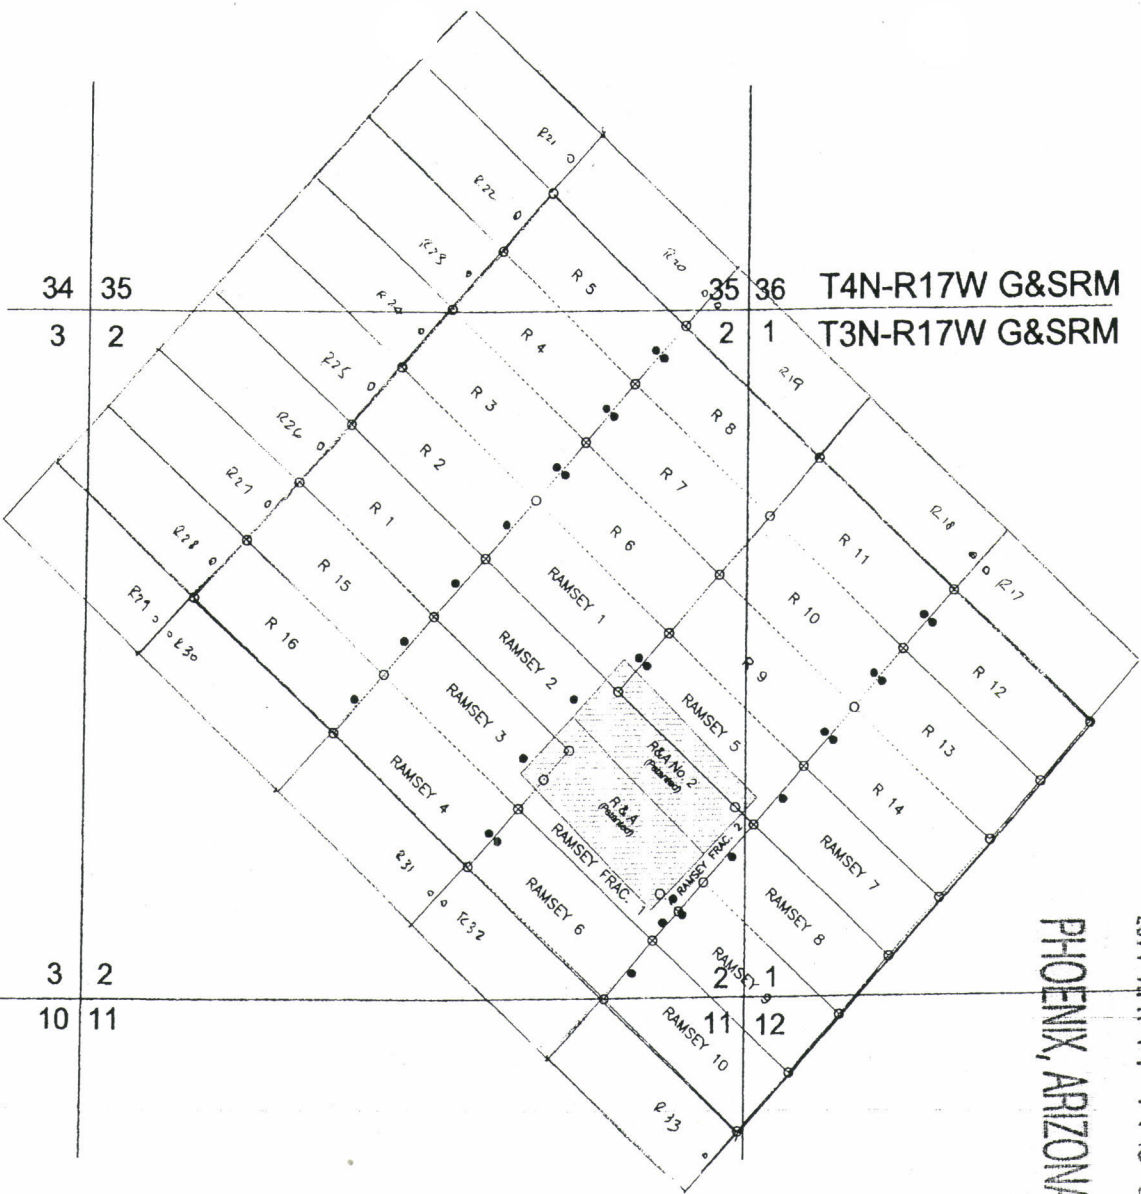 R21
R22
R23
R20
R 5
34 35
35 36 T4N-R17W G&SRM
3 2
2 1 T3N-R17W G&SRM
R24
R 4
R19
R25
R 3
R 8
R26
R 2
R 7
R27
R 1
R 6
R 11
R18
R28
R 15
RAMSEY 1
R 10
R17
R29
R30
R 16
RAMSEY 2
R 9
R 12
RAMSEY 3
RAMSEY 5
R 13
RAMSEY 4
R&A No. 2
(Patented)
R & A
(Patented)
R 14
RAMSEY FRAC. 2
RAMSEY FRAC. 1
RAMSEY 7
R31
R32
RAMSEY 6
RAMSEY 8
3 2
2 1
RAMSEY 9
10 11
11 12
RAMSEY 10
R33
PHOENIX, ARIZONA